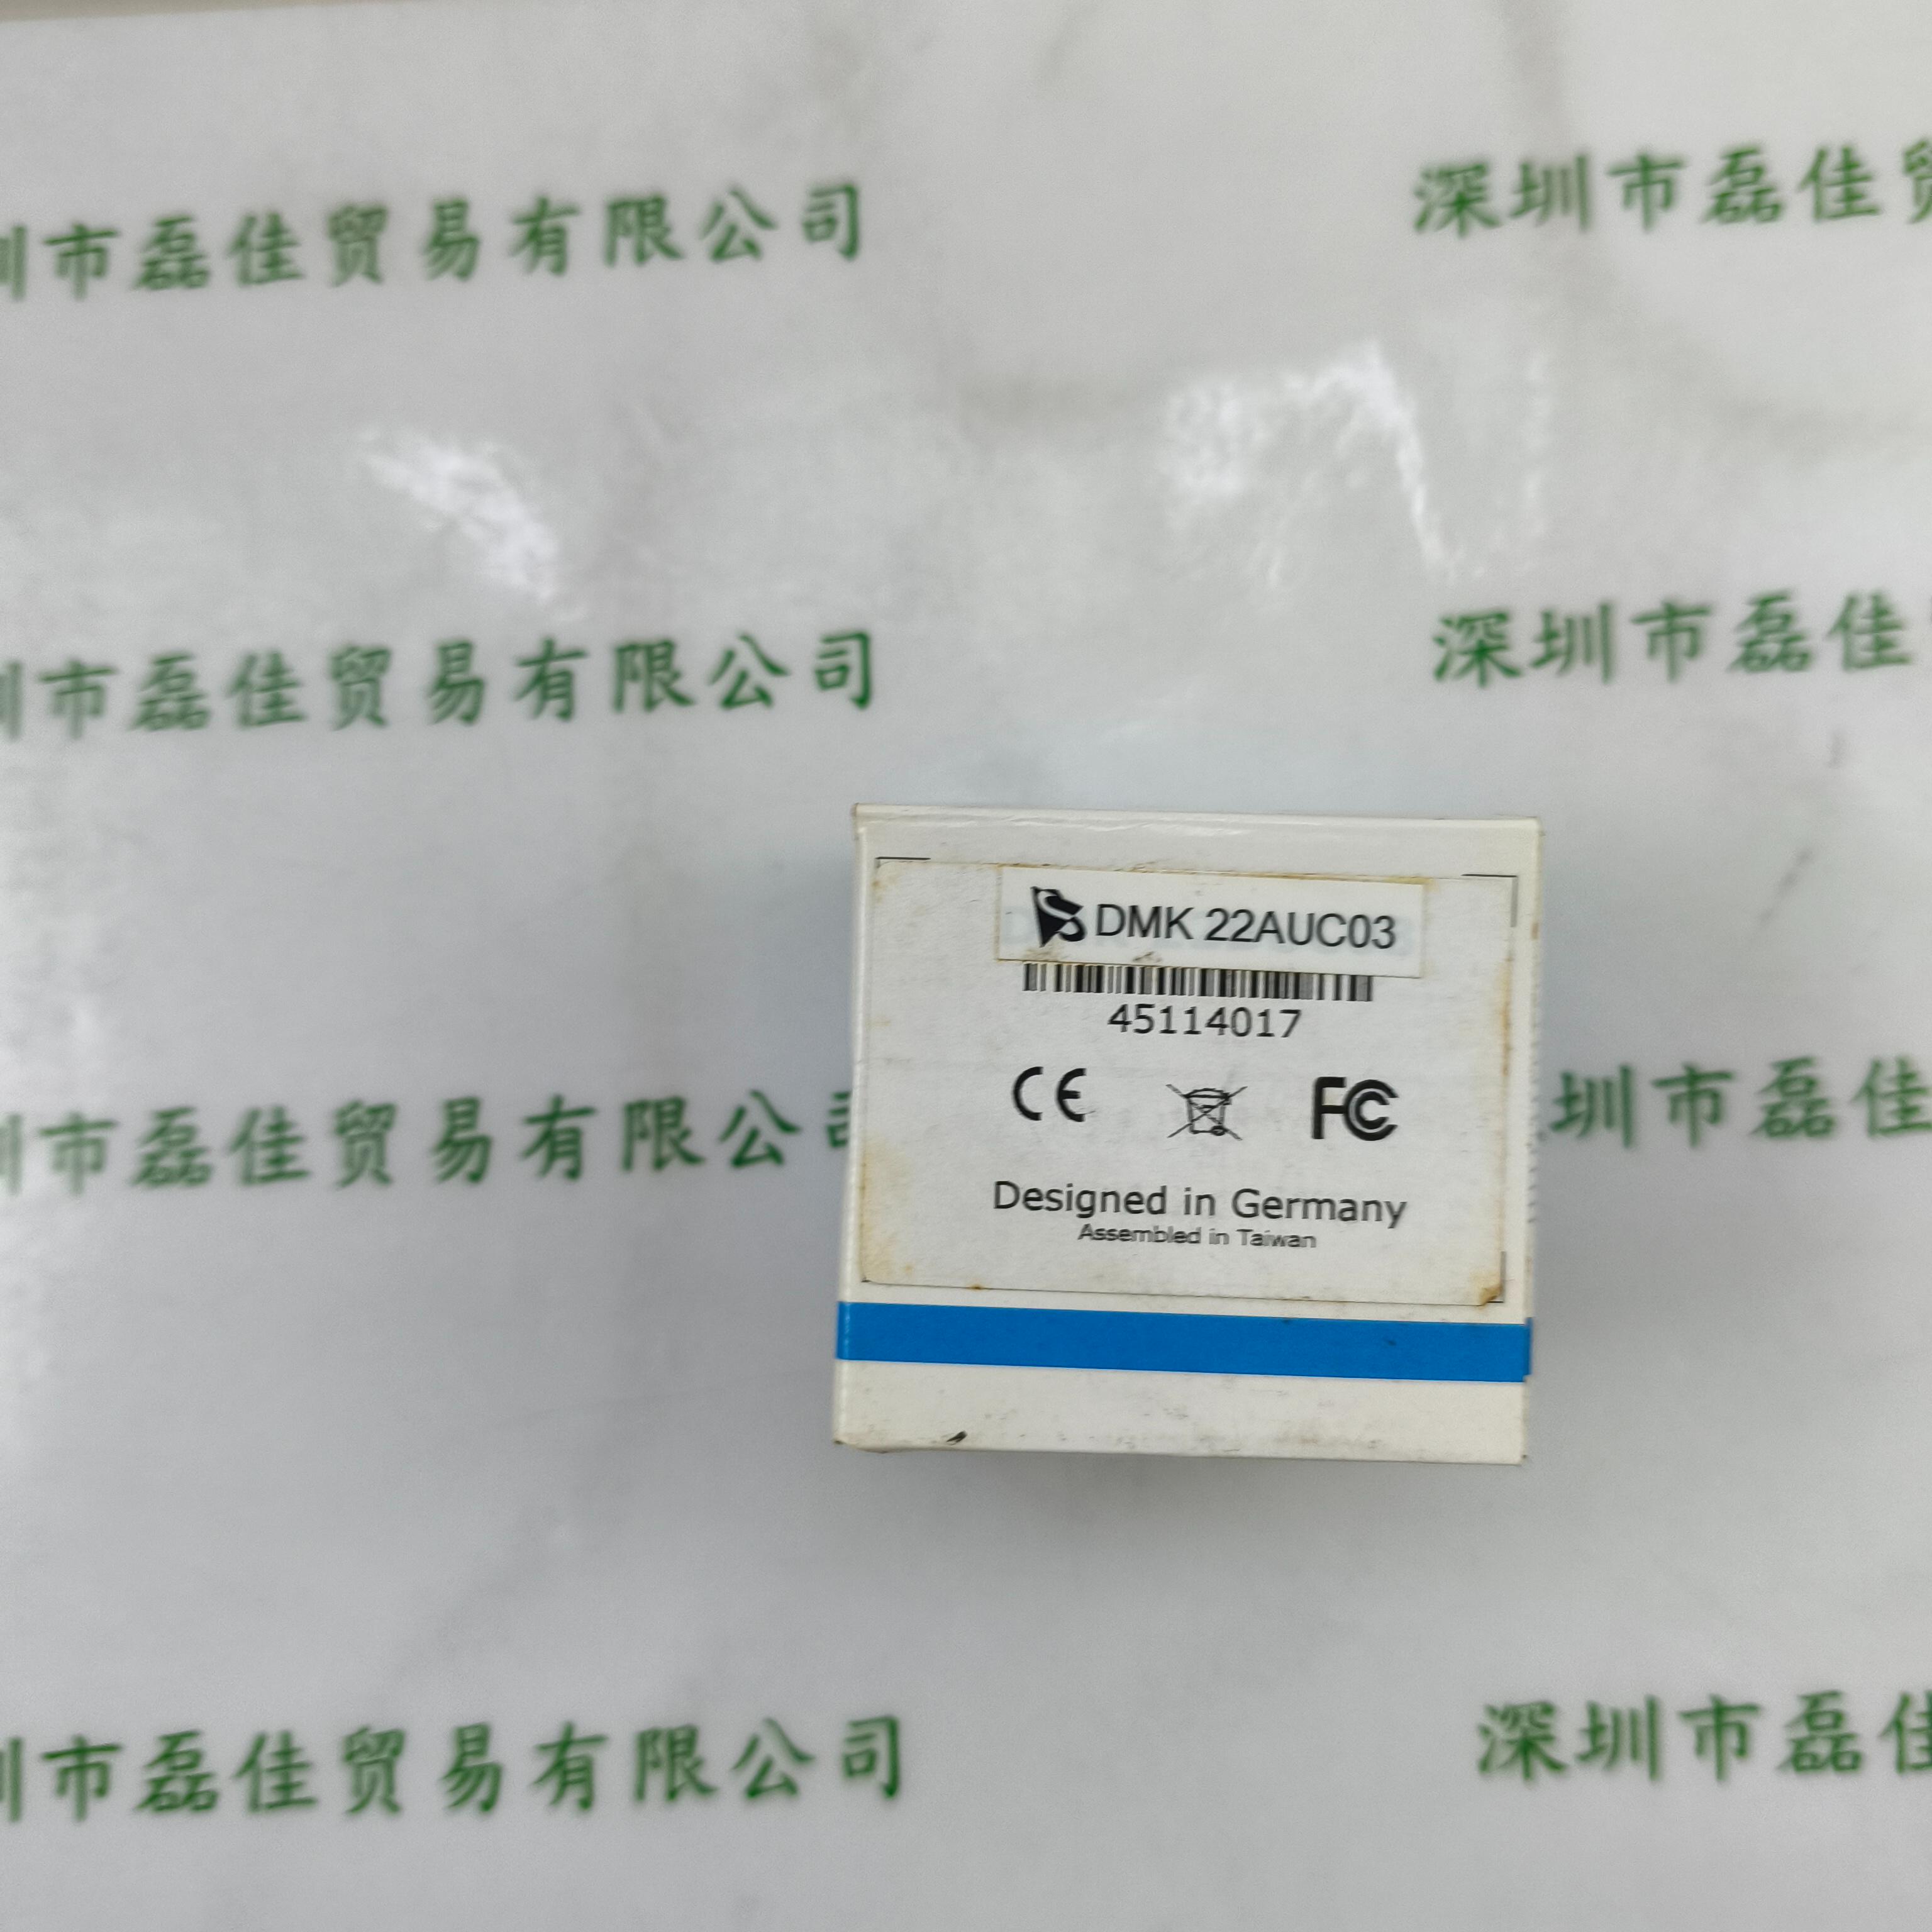 圳市磊佳贸易有限公司
深圳市磊佳贸
圳市磊佳贸易有限公司
深圳市磊佳
DMK 22AUC03
45114017
CE
FC
圳市磊佳贸易有限公
圳市磊佳
Designed in Germany
Assembled in Taiwan
圳市磊佳贸易有限公司
深圳市磊佳